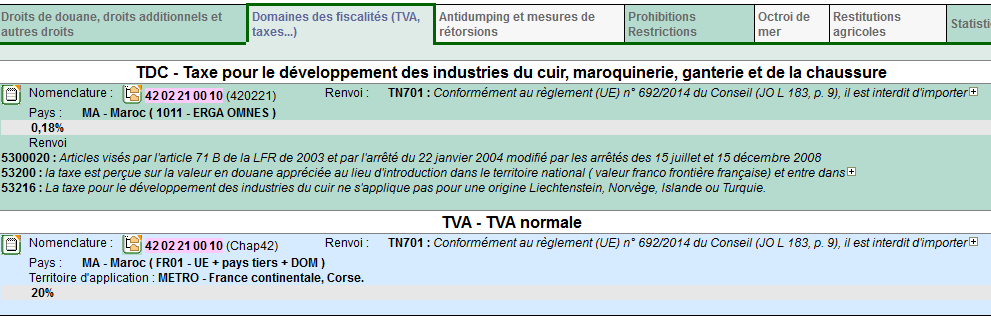 Droits de douane, droits additionnels et autres droits
Domaines des fiscalités (TVA, taxes...)
Antidumping et mesures de rétorsions
Prohibitions Restrictions
Octroi de mer
Restitutions agricoles
TDC - Taxe pour le développement des industries du cuir, maroquinerie, ganterie et de la chaussure
Nomenclature : 42 02 21 00 10 (420221) Renvoi : TN701 : Conformément au règlement (UE) n° 692/2014 du Conseil (JO L 183, p. 9), il est interdit d'importer
Pays : MA - Maroc ( 1011 - ERGA OMNES )
0,18%
Renvoi
5300020 : Articles visés par l'article 71 B de la LFR de 2003 et par l'arrêté du 22 janvier 2004 modifié par les arrêtés des 15 juillet et 15 décembre 2008
53200 : la taxe est perçue sur la valeur en douane appréciée au lieu d'introduction dans le territoire national ( valeur franco frontière française) et entre dans
53216 : La taxe pour le développement des industries du cuir ne s'applique pas pour une origine Liechtenstein, Norvège, Islande ou Turquie.
TVA - TVA normale
Nomenclature : 42 02 21 00 10 (Chap42) Renvoi : TN701 : Conformément au règlement (UE) n° 692/2014 du Conseil (JO L 183, p. 9), il est interdit d'importer
Pays : MA - Maroc ( FR01 - UE + pays tiers + DOM )
Territoire d'application : METRO - France continentale, Corse.
20%